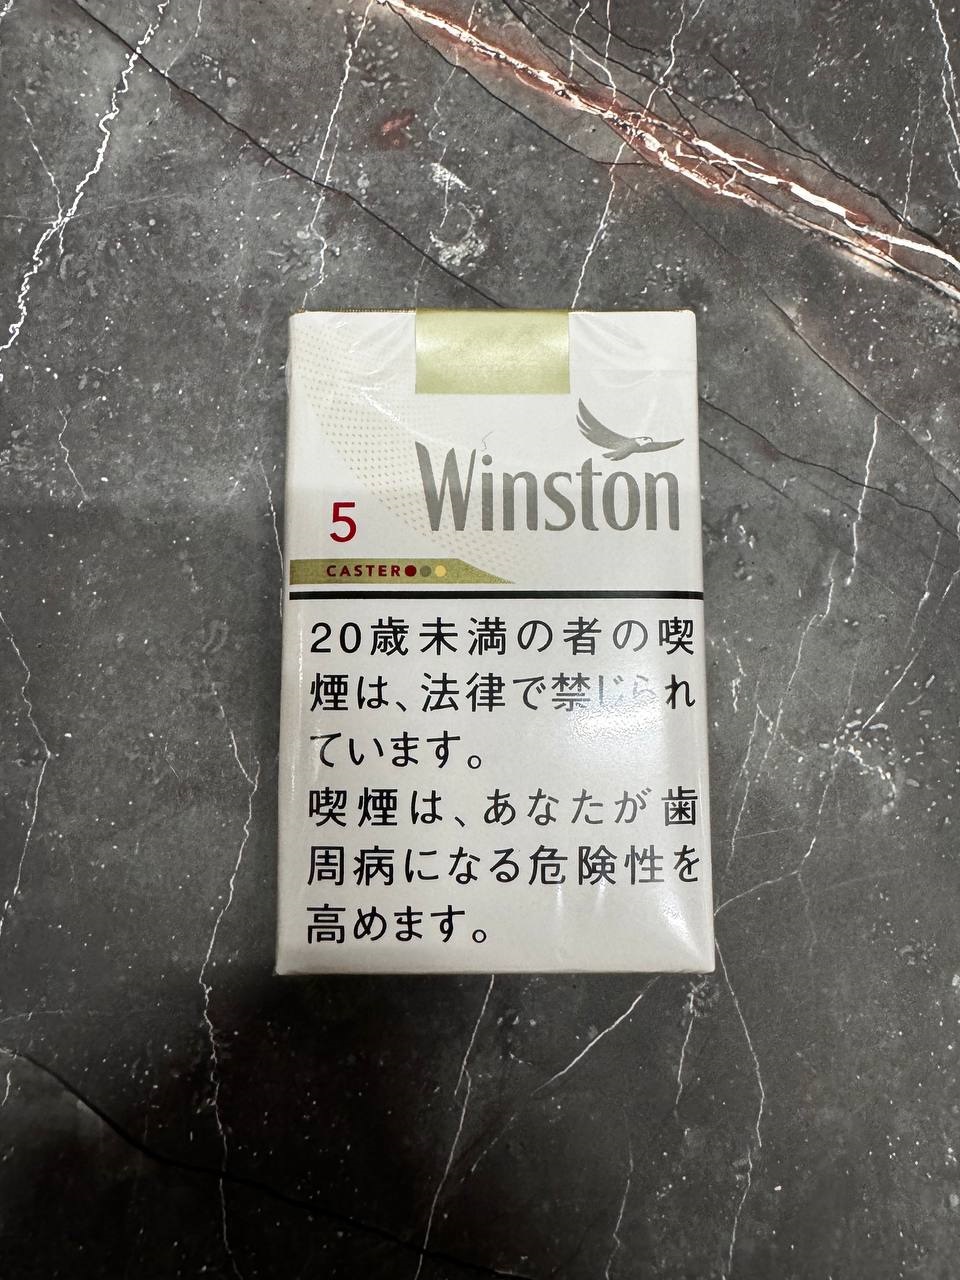 Winston
5
CASTER
20歳未満の者の喫
煙は、法律で禁じられ
ています。
喫煙は、あなたが歯
周病になる危険性を
高めます。